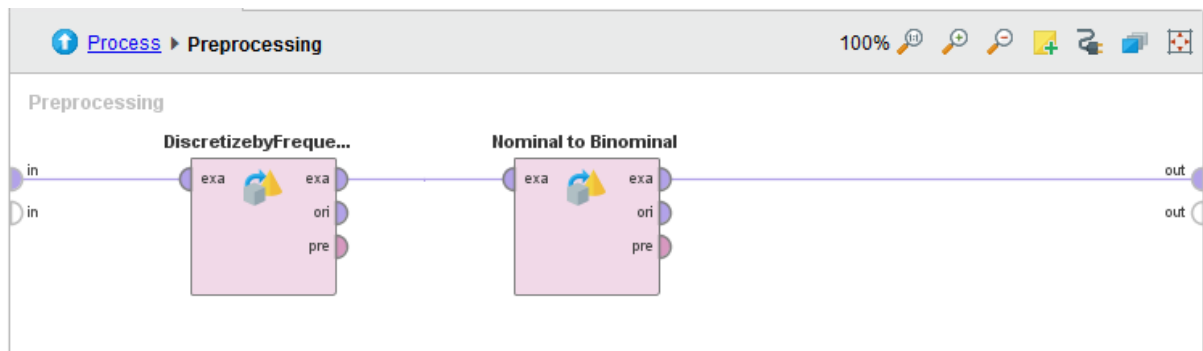 Process ▸ Preprocessing
100%
Preprocessing
DiscretizebyFreque...
Nominal to Binominal
in
exa
exa
exa
exa
out
in
ori
ori
out
pre
pre